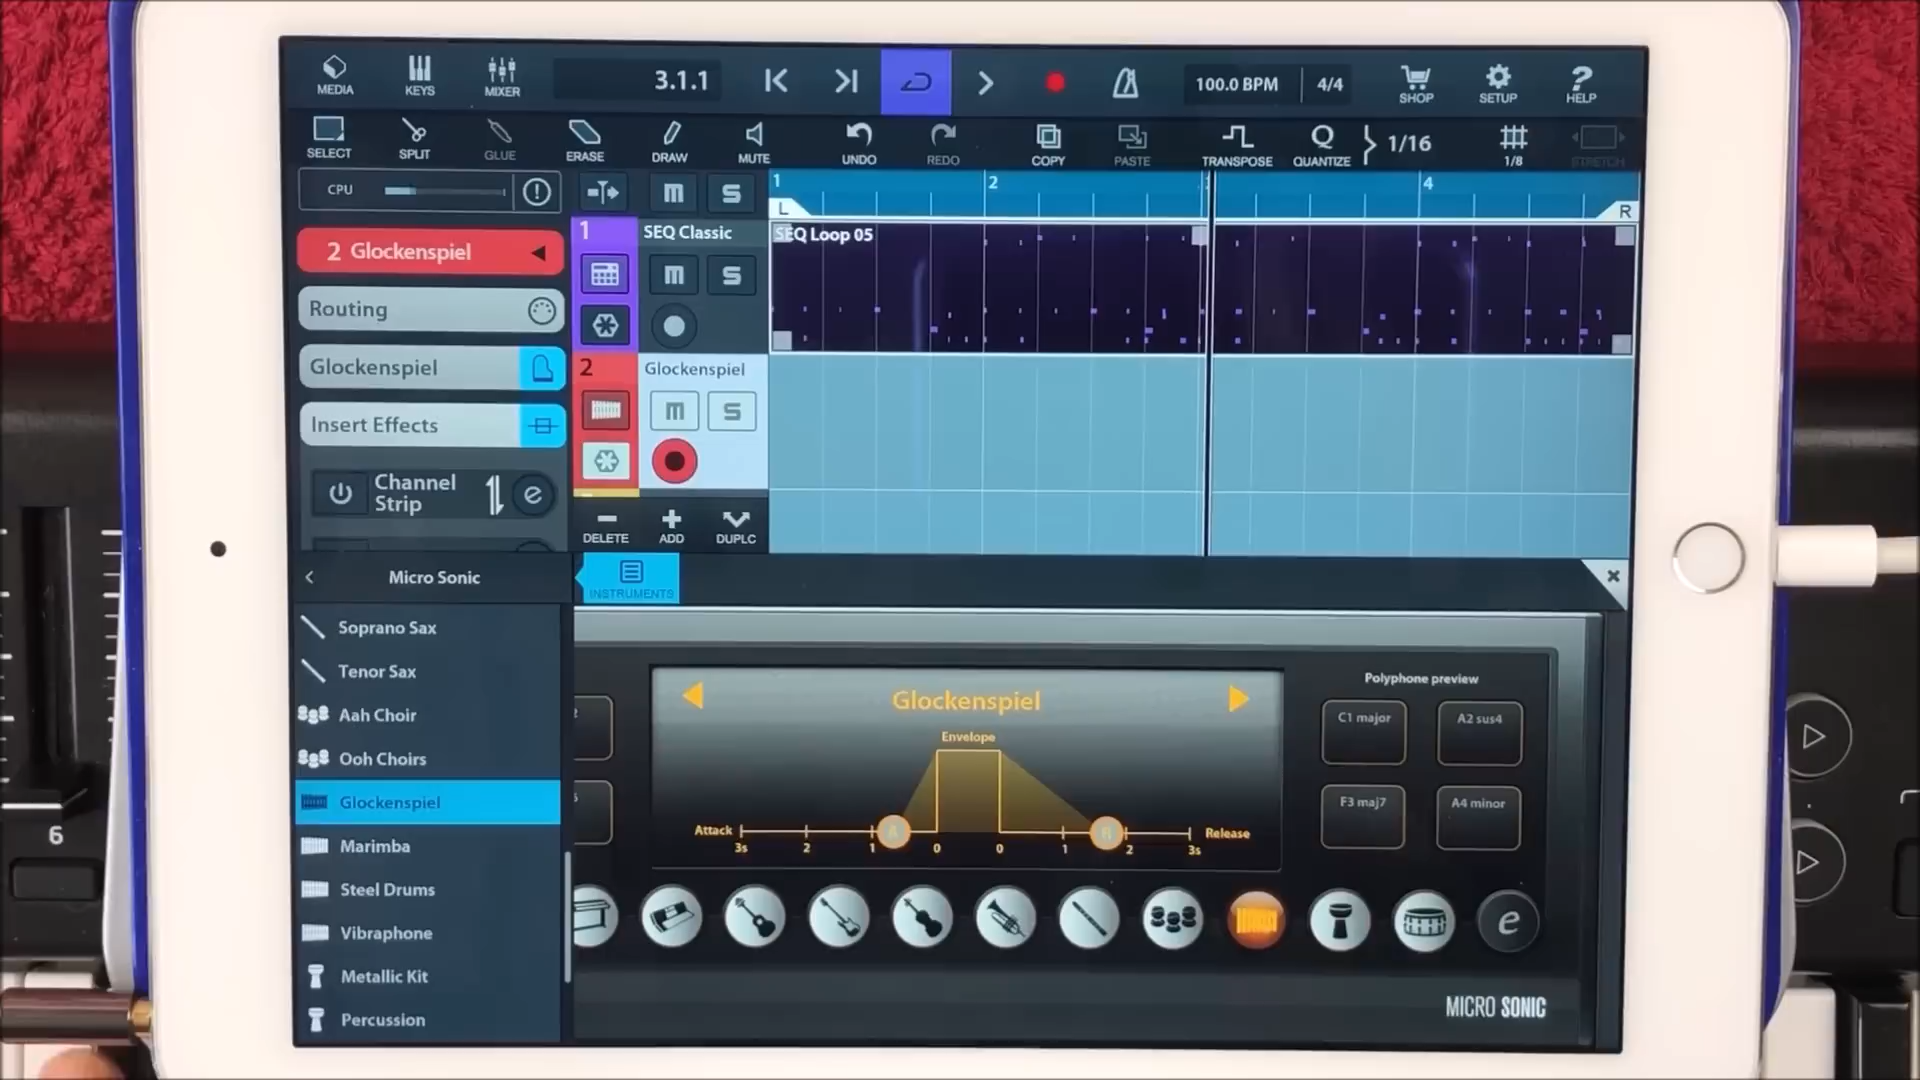 MEDIA
KEYS
MIXER
3.1.1
100.0 BPM
4/4
SHOP
SETUP
HELP
SELECT
SPLIT
GLUE
ERASE
DRAW
MUTE
UNDO
REDO
COPY
PASTE
TRANSPOSE
Q
QUANTIZE
1/16
1/8
STRETCH
CPU
m
S
1
2
4
L
R
2 Glockenspiel
1
SEQ Classic
SEQ Loop 05
m
S
Routing
Glockenspiel
2
Glockenspiel
m
S
Insert Effects
Channel
Strip
e
DELETE
ADD
DUPLC
Micro Sonic
INSTRUMENTS
Soprano Sax
Tenor Sax
Aah Choir
Ooh Choirs
Glockenspiel
Marimba
Steel Drums
Vibraphone
Metallic Kit
Percussion
Glockenspiel
Envelope
Attack
3s
2
1
0
0
1
2
3s
Release
Polyphone preview
C1 major
A2 sus4
F3 maj7
A4 minor
e
MICRO SONIC
6